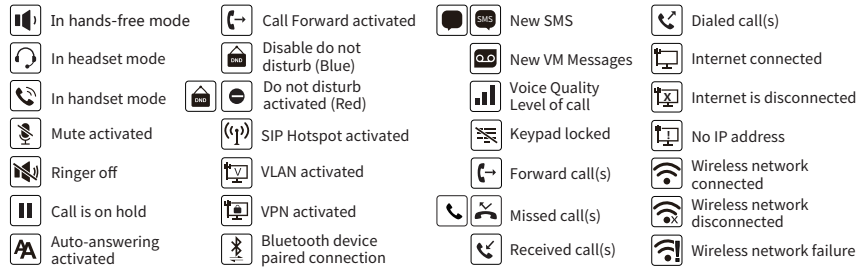 In hands-free mode
In headset mode
In handset mode
Mute activated
Ringer off
Call is on hold
AA
Auto-answering
activated
Call Forward activated
DND
Disable do not
disturb (Blue)
DND
Do not disturb
activated (Red)
SIP Hotspot activated
V
VLAN activated
VPN activated
Bluetooth device
paired connection
SMS
New SMS
New VM Messages
Voice Quality
Level of call
Keypad locked
Forward call(s)
Missed call(s)
Received call(s)
Dialed call(s)
Internet connected
X
Internet is disconnected
!
No IP address
Wireless network
connected
x
Wireless network
disconnected
!
Wireless network failure